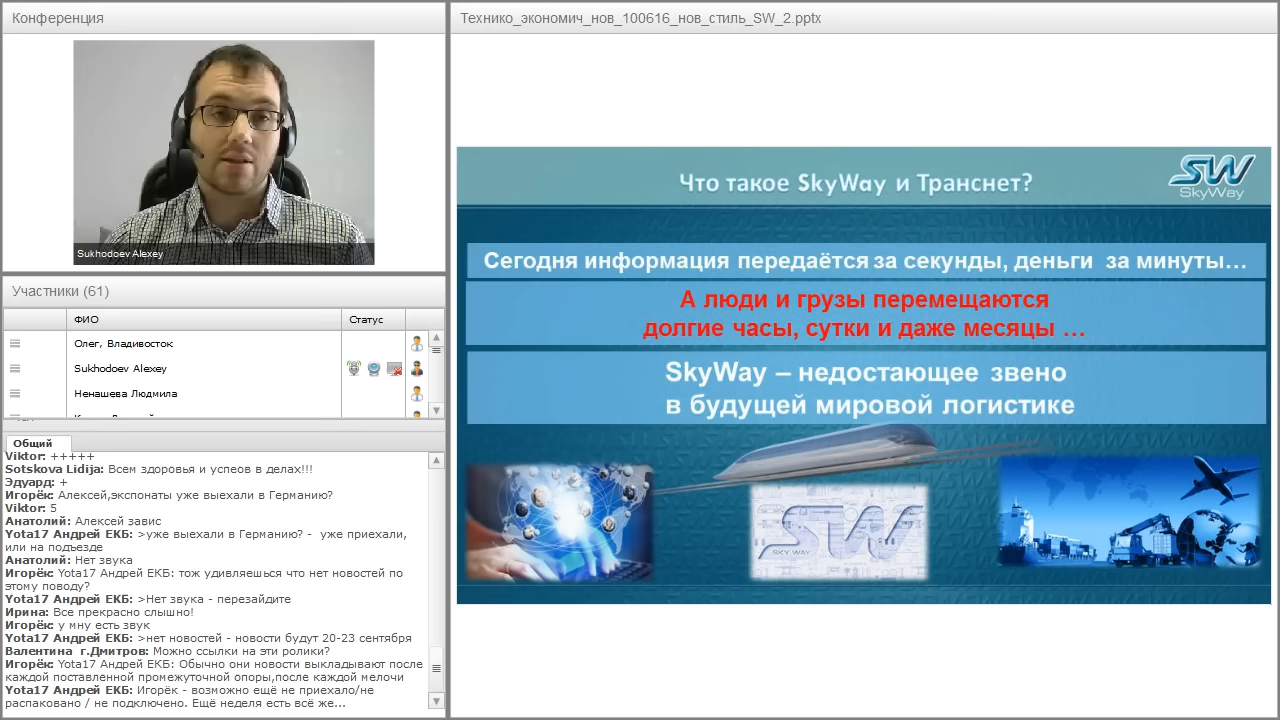 Конференция
Sukhodoev Alexey
Участники (61)
ФИО Статус
Олег, Владивосток
Sukhodoev Alexey
Ненашева Людмила
Общий
Viktor: +++++
Sotskova Lidija: Всем здоровья и успеов в делах!!!
Эдуард: +
Игорёк: Алексей,экспонаты уже выехали в Германию?
Viktor: 5
Анатолий: Алексей завис
Yota17 Андрей ЕКБ: >уже выехали в Германию? - уже приехали,
или на подъезде
Анатолий: Нет звука
Игорёк: Yota17 Андрей ЕКБ: тож удивляешься что нет новостей по
этому поводу?
Yota17 Андрей ЕКБ: >Нет звука - перезайдите
Ирина: Все прекрасно слышно!
Игорёк: у мну есть звук
Yota17 Андрей ЕКБ: >нет новостей - новости будут 20-23 сентября
Валентина г.Дмитров: Можно ссылки на эти ролики?
Игорёк: Yota17 Андрей ЕКБ: Обычно они новости выкладывают после
каждой поставленной промежуточной опоры,после каждой мелочи
Yota17 Андрей ЕКБ: Игорёк - возможно ещё не приехало/не
распаковано / не подключено. Ещё неделя есть всё же...
Технико_экономич_нов_100616_нов_стиль_SW_2.pptx
Что такое SkyWay и Транснет?
SW
SkyWay
Сегодня информация передаётся за секунды, деньги за минуты…
А люди и грузы перемещаются
долгие часы, сутки и даже месяцы …
SkyWay – недостающее звено
в будущей мировой логистике
SW
SKY WAY